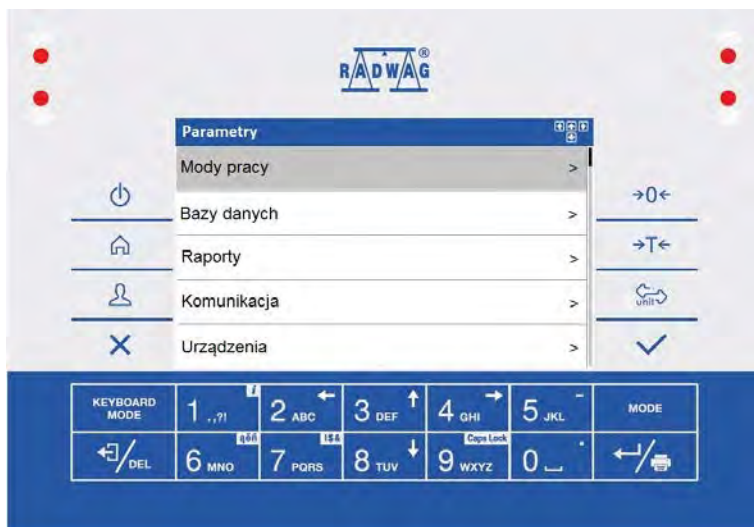 RADWAG®
Parametry
Mody pracy >
Bazy danych >
Raporty >
Komunikacja >
Urządzenia >
→0←
→T←
unit
KEYBOARD MODE
1 .,?! i
2 ABC ←
3 DEF ↑
4 GHI →
5 JKL -
MODE
/DEL
6 MNO qêñ
7 PQRS !$&
8 TUV ↓
9 WXYZ Caps Lock
0 .